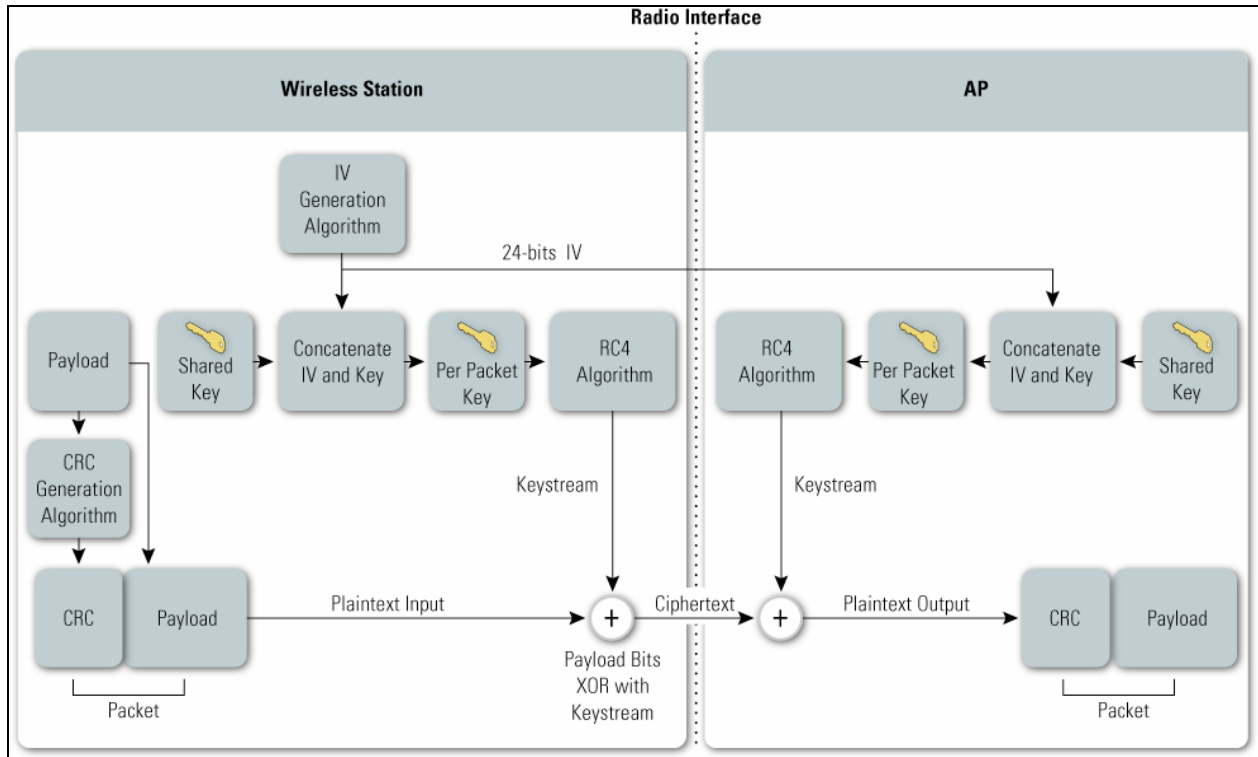 Radio Interface
Wireless Station
AP
IV
Generation
Algorithm
24-bits IV
Payload
Shared
Key
Concatenate
IV and Key
Per Packet
Key
RC4
Algorithm
RC4
Algorithm
Per Packet
Key
Concatenate
IV and Key
Shared
Key
CRC
Generation
Algorithm
Keystream
Keystream
CRC
Payload
Plaintext Input
+
Ciphertext
+
Plaintext Output
CRC
Payload
Payload Bits
XOR with
Keystream
Packet
Packet